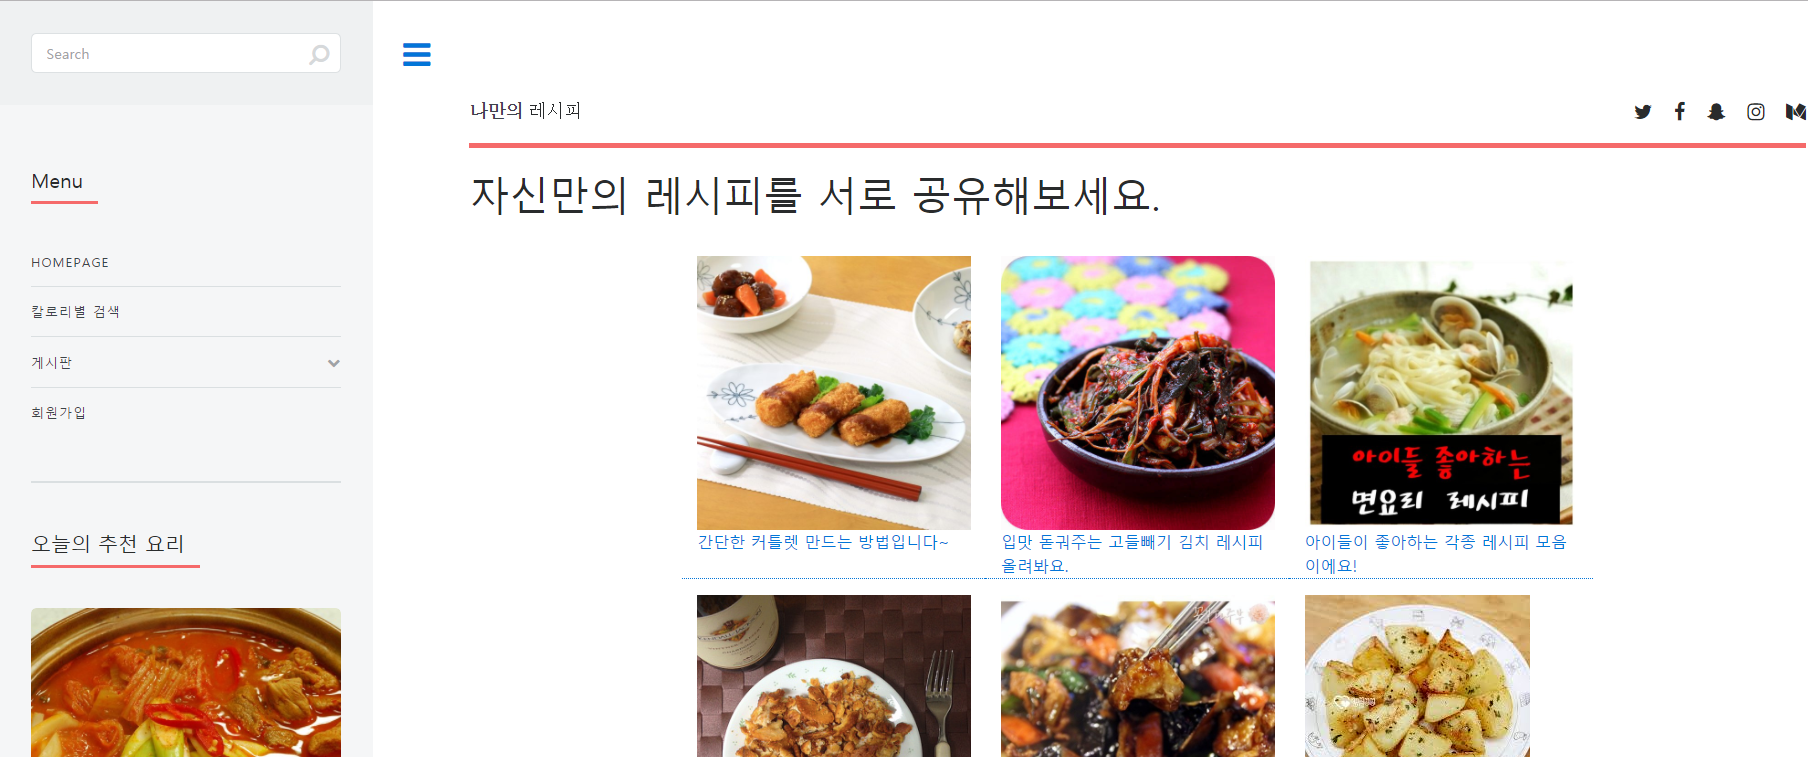 Search
Menu
HOMEPAGE
칼로리별 검색
게시판
회원가입
오늘의 추천 요리
나만의 레시피
자신만의 레시피를 서로 공유해보세요.
아이들 좋아하는
면요리 레시피
간단한 커틀렛 만드는 방법입니다~
입맛 돋궈주는 고들빼기 김치 레시피
올려봐요.
아이들이 좋아하는 각종 레시피 모음
이에요!